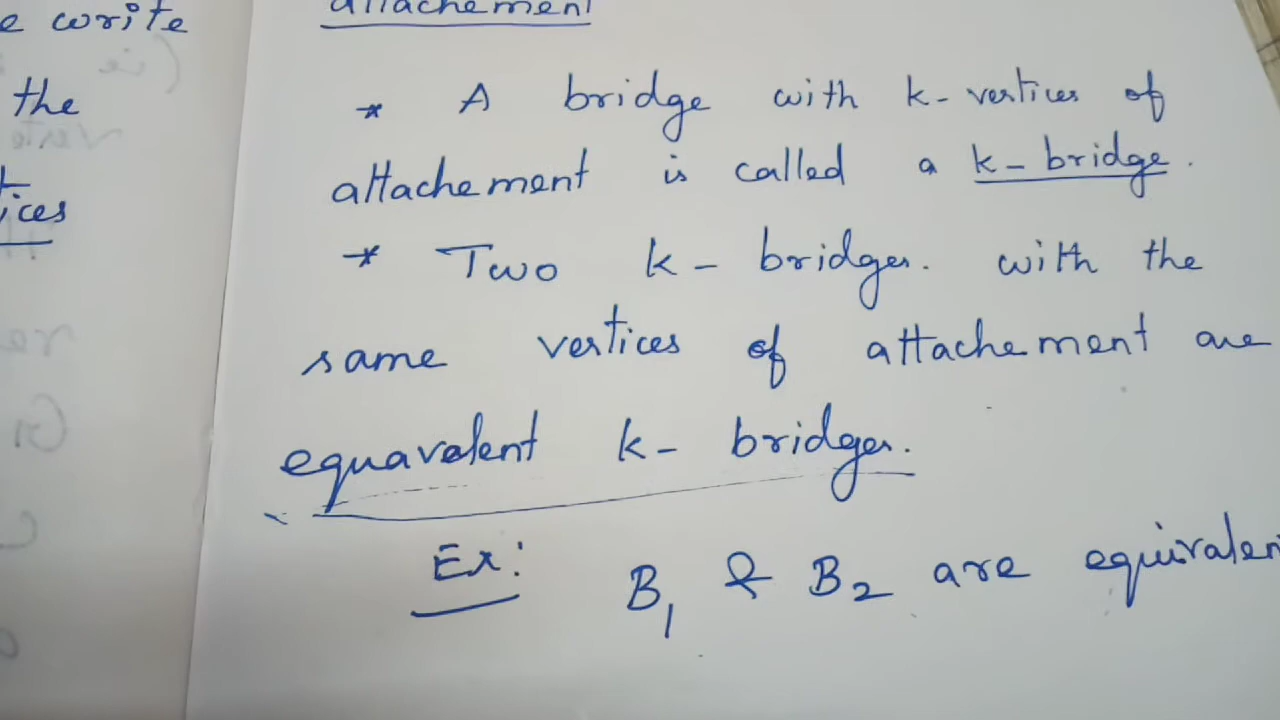 e write
the
ices
attachement
* A bridge with k- vertices of
attachement is called a k- bridge.
* Two k- bridges. with the
same vertices of attachement are
equavalent k- bridges.
Ex: B1 & B2 are equivalen